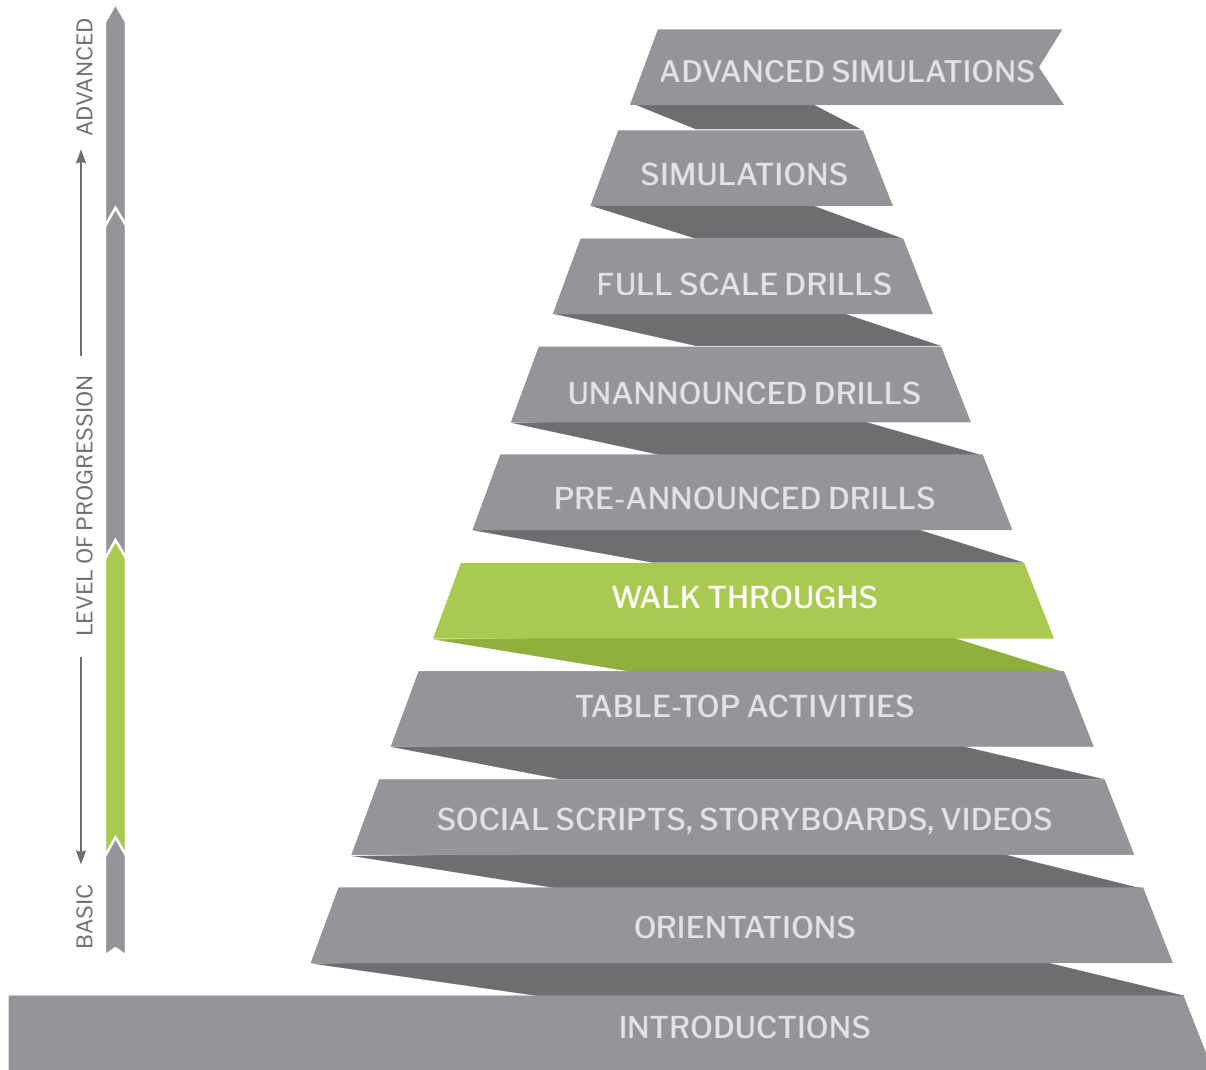 ADVANCED
LEVEL OF PROGRESSION
BASIC
ADVANCED SIMULATIONS
SIMULATIONS
FULL SCALE DRILLS
UNANNOUNCED DRILLS
PRE-ANNOUNCED DRILLS
WALK THROUGHS
TABLE-TOP ACTIVITIES
SOCIAL SCRIPTS, STORYBOARDS, VIDEOS
ORIENTATIONS
INTRODUCTIONS